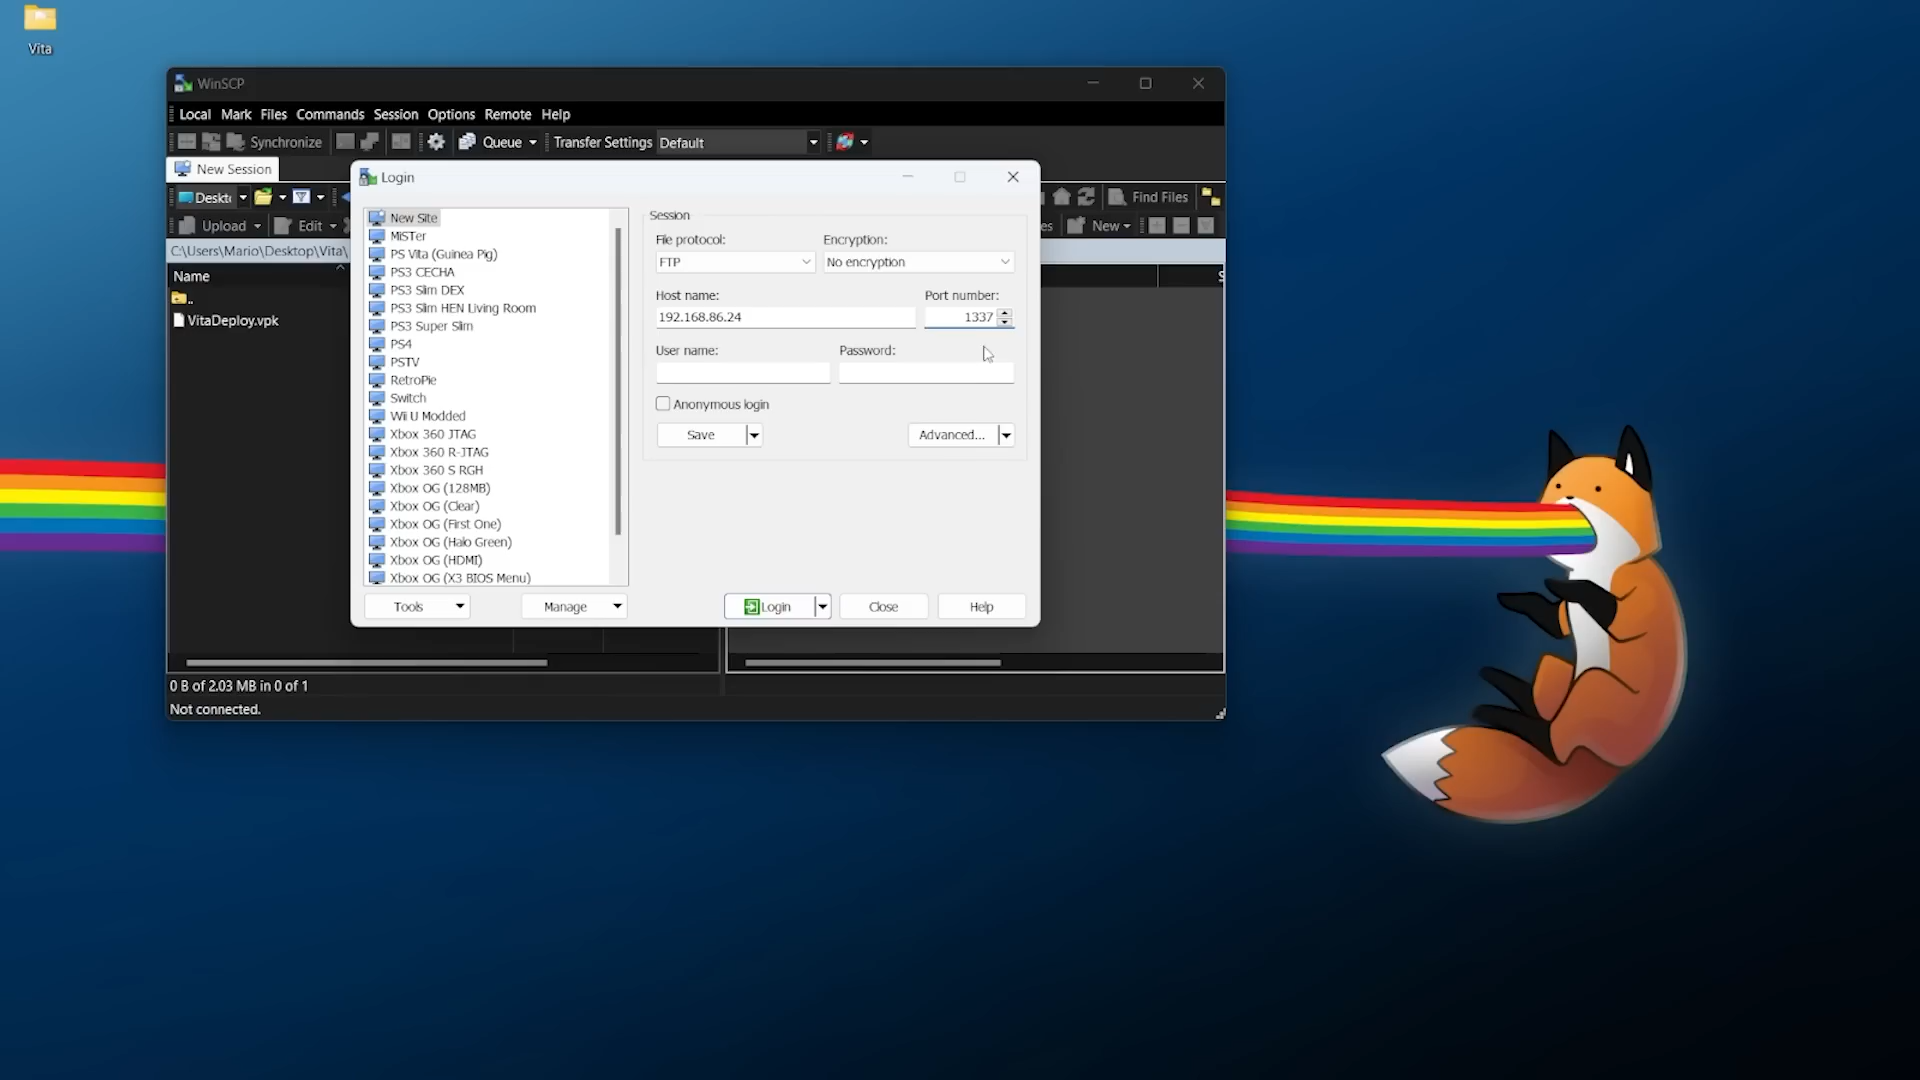 Vita
WinSCP
Local Mark Files Commands Session Options Remote Help
Synchronize Queue Transfer Settings Default
New Session
Login
Deskt
Find Files
Upload Edit
New
C:\Users\Mario\Desktop\Vita\
Name
..
VitaDeploy.vpk
New Site
MiSTer
PS Vita (Guinea Pig)
PS3 CECHA
PS3 Slim DEX
PS3 Slim HEN Living Room
PS3 Super Slim
PS4
PSTV
RetroPie
Switch
Wii U Modded
Xbox 360 JTAG
Xbox 360 R-JTAG
Xbox 360 S RGH
Xbox OG (128MB)
Xbox OG (Clear)
Xbox OG (First One)
Xbox OG (Halo Green)
Xbox OG (HDMI)
Xbox OG (X3 BIOS Menu)
Session
File protocol: Encryption:
FTP No encryption
Host name: Port number:
192.168.86.24 1337
User name: Password:
Anonymous login
Save Advanced...
Tools Manage Login Close Help
0 B of 2.03 MB in 0 of 1
Not connected.